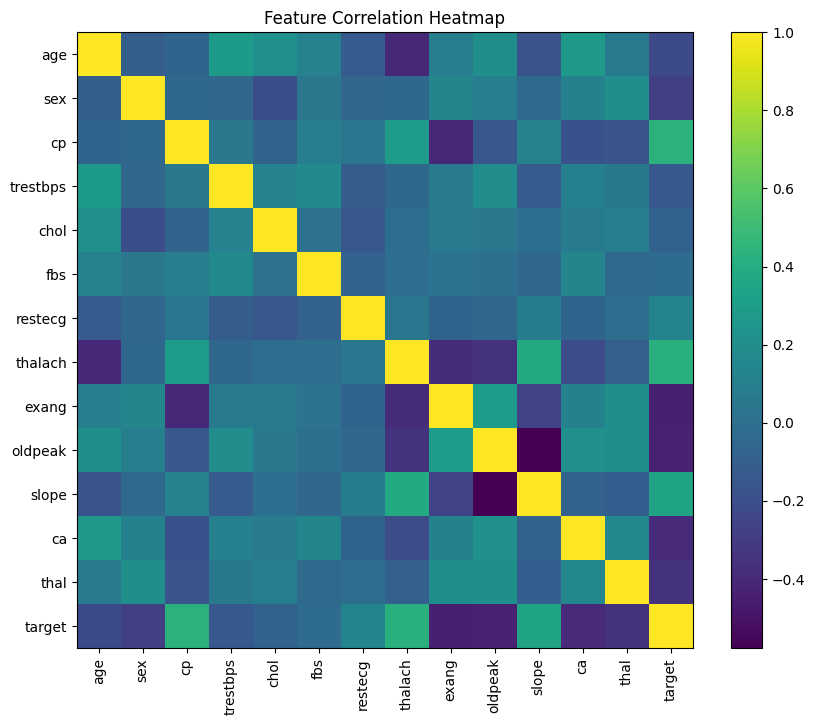 Feature Correlation Heatmap
age
sex
cp
trestbps
chol
fbs
restecg
thalach
exang
oldpeak
slope
ca
thal
target
age
sex
cp
trestbps
chol
fbs
restecg
thalach
exang
oldpeak
slope
ca
thal
target
1.0
0.8
0.6
0.4
0.2
0.0
−0.2
−0.4